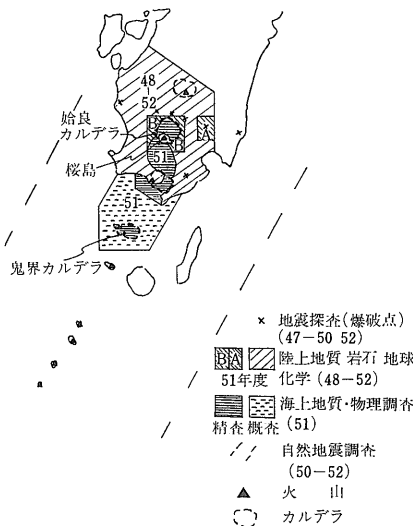 48
-
52
姶良
カルデラ
B
A
B
51
桜島
51
鬼界カルデラ
× 地震探査(爆破点)
(47-50 52)
B A 陸上地質 岩石 地球
51年度 化学 (48-52)
海上地質・物理調査
精査 概査 (51)
自然地震調査
(50-52)
火 山
カルデラ